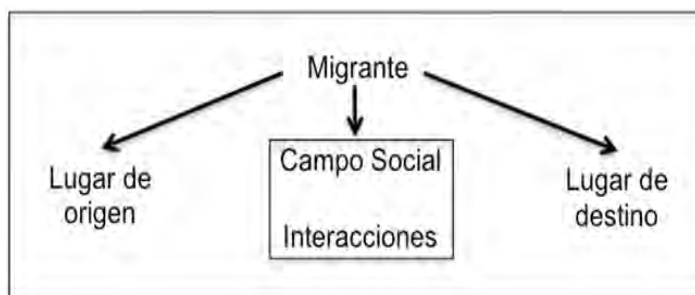 Migrante
Campo Social
Interacciones
Lugar de
origen
Lugar de
destino